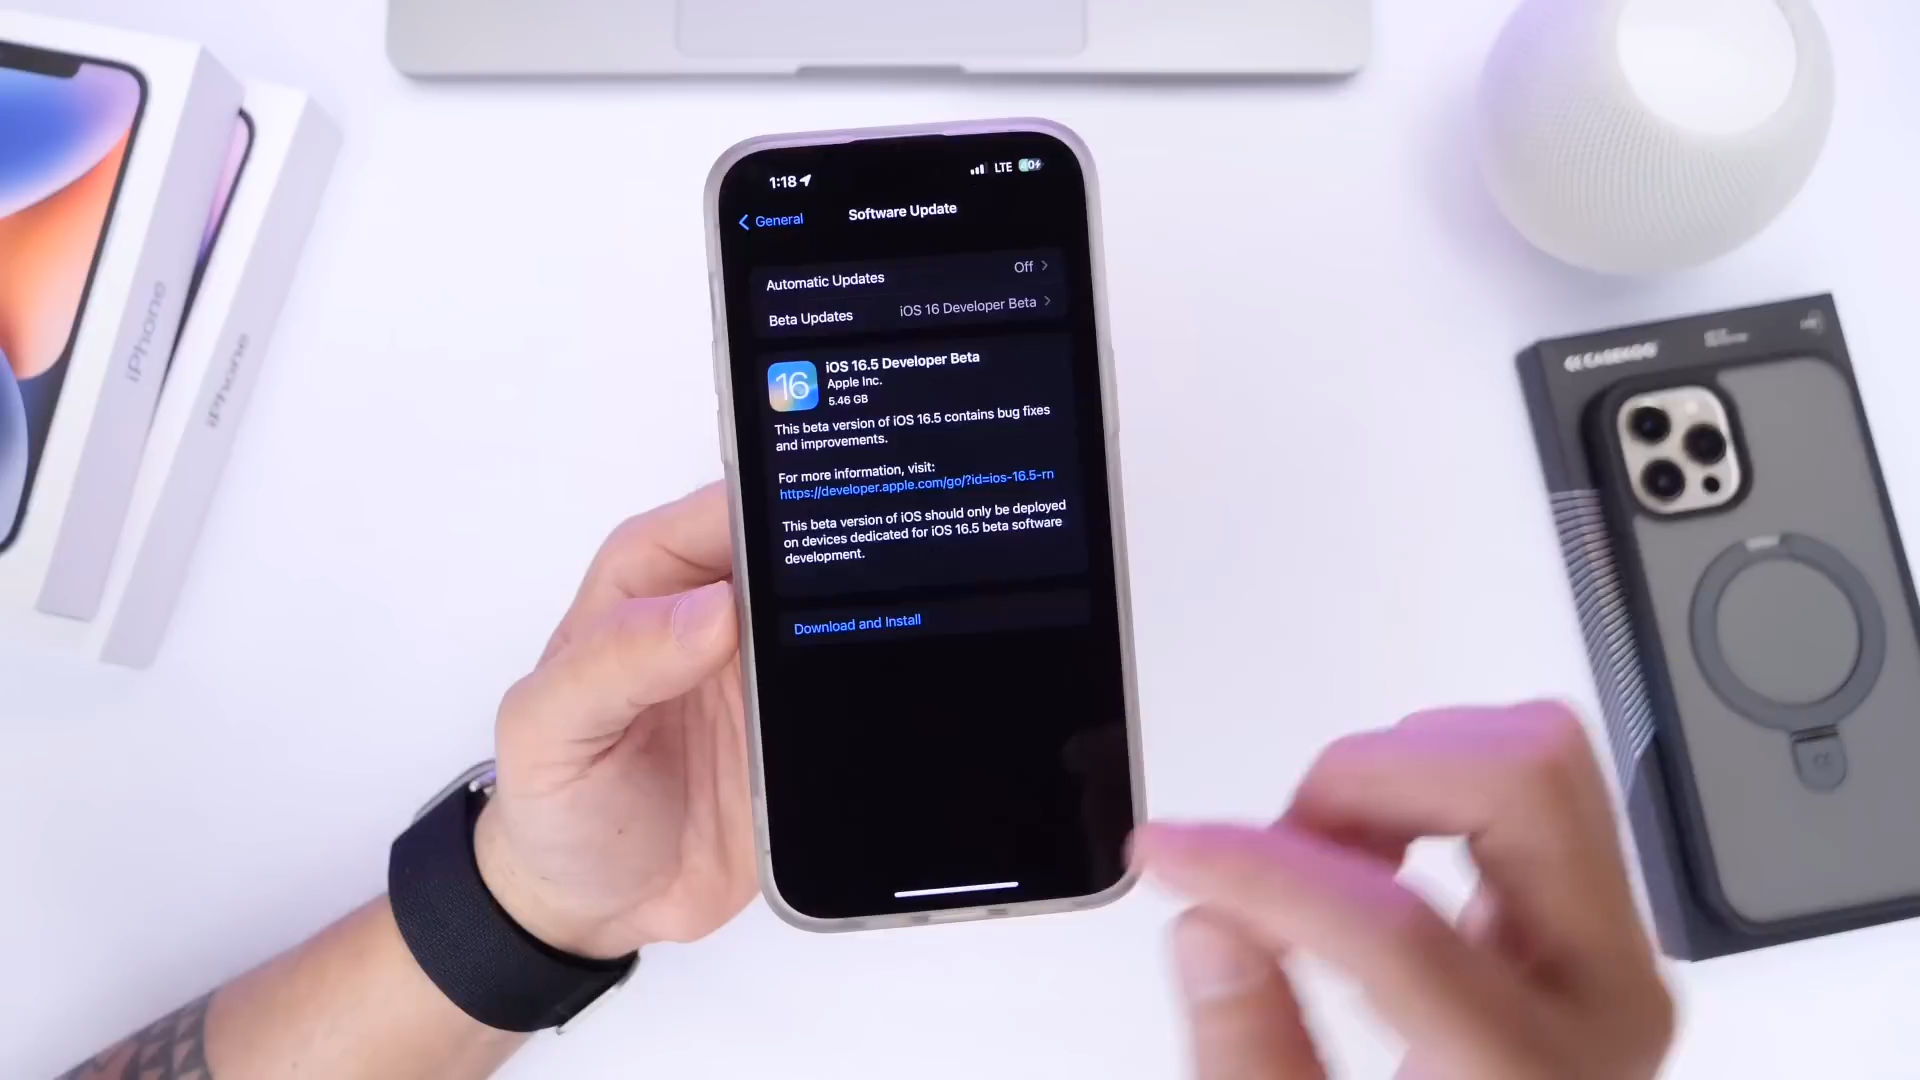 1:18
LTE
General
Software Update
Automatic Updates
Off
Beta Updates
iOS 16 Developer Beta
16
iOS 16.5 Developer Beta
Apple Inc.
5.46 GB
This beta version of iOS 16.5 contains bug fixes
and improvements.
For more information, visit:
https://developer.apple.com/go/?id=ios-16.5-rn
This beta version of iOS should only be deployed
on devices dedicated for iOS 16.5 beta software
development.
Download and Install
iPhone
iPhone
CASEKOO